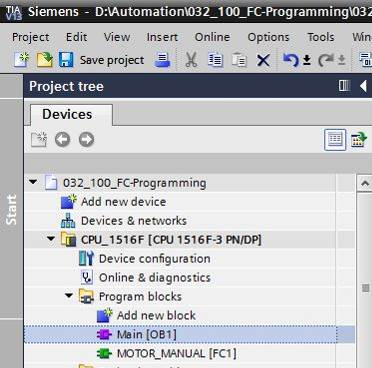 TIA V13 Siemens - D:\Automation\032_100_FC-Programming\032
Project Edit View Insert Online Options Tools
Save project
Project tree
Devices
032_100_FC-Programming
Add new device
Devices & networks
CPU_1516F [CPU 1516F-3 PN/DP]
Device configuration
Online & diagnostics
Program blocks
Add new block
Main [OB1]
MOTOR_MANUAL [FC1]
Start